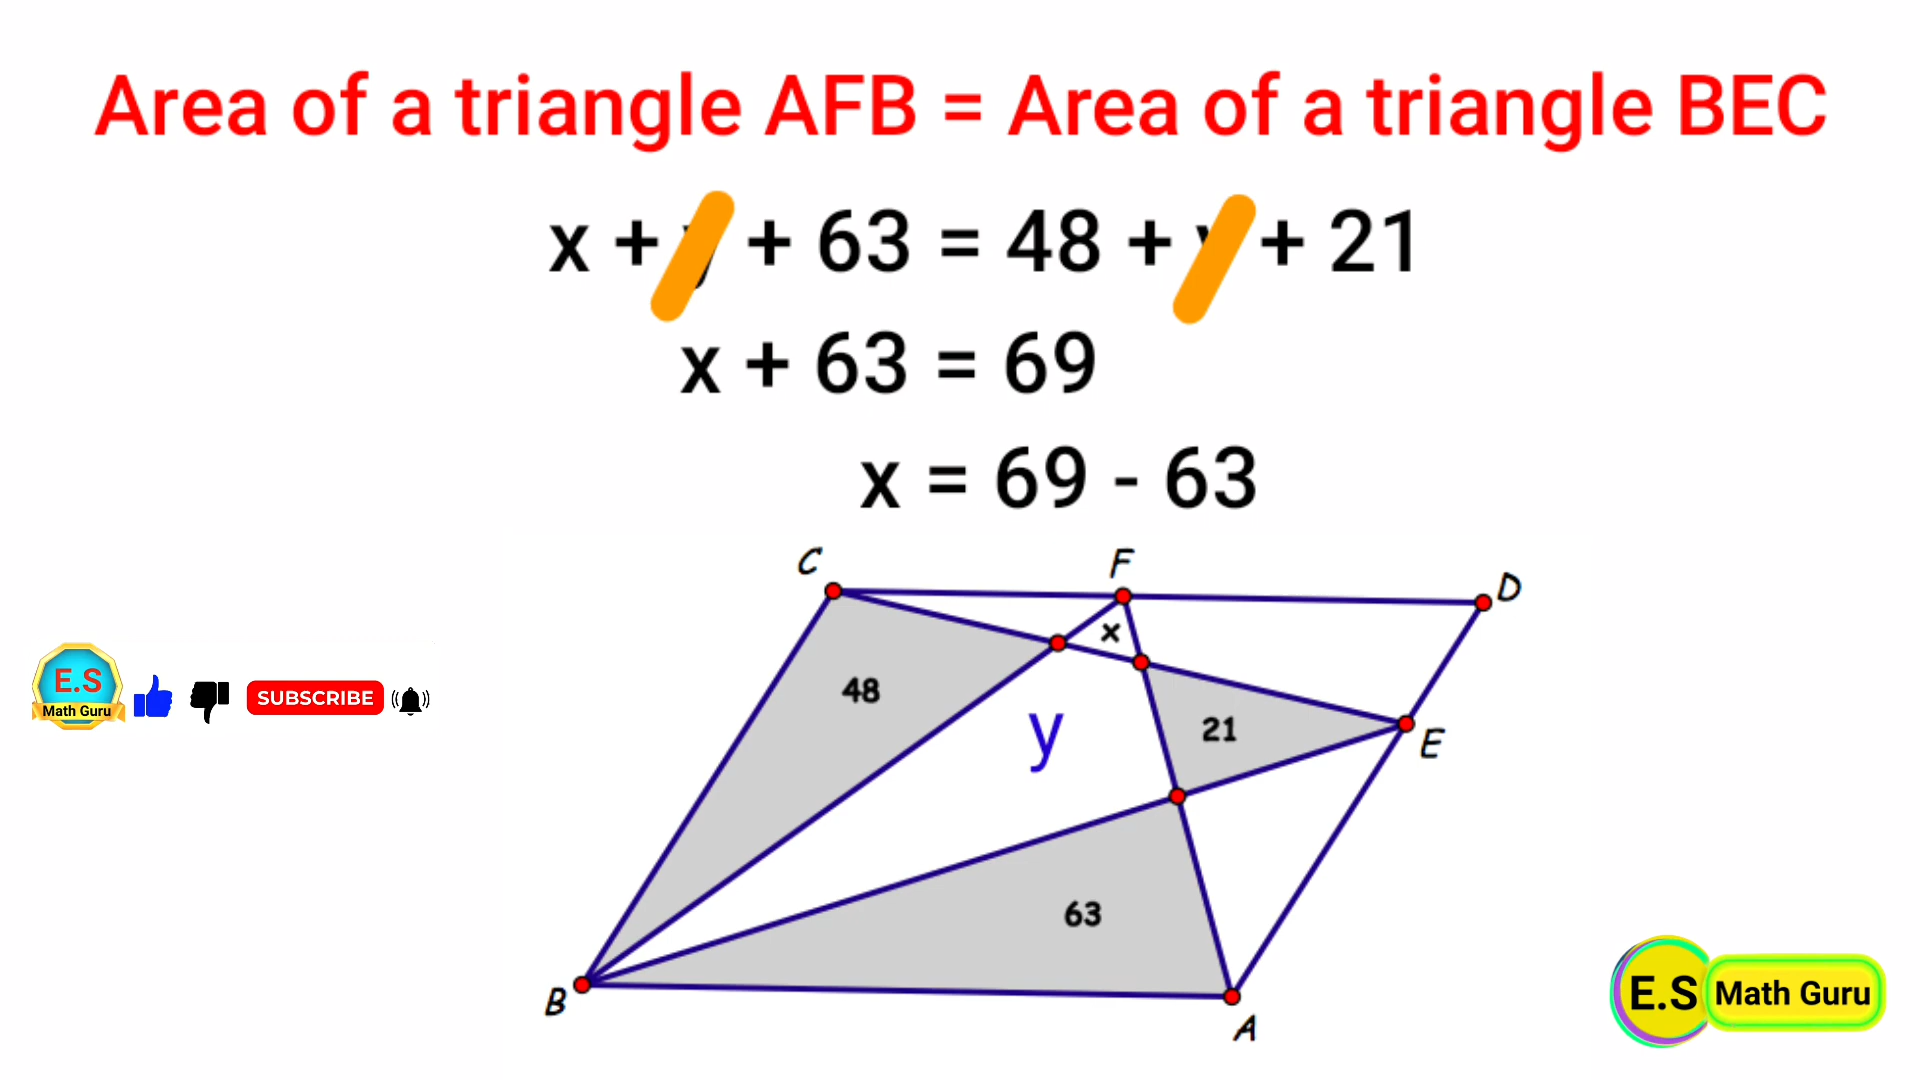 Area of a triangle AFB = Area of a triangle BEC
x + y + 63 = 48 + y + 21
x + 63 = 69
x = 69 - 63
C
F
D
x
48
y
21
E
63
B
A
E.S
Math Guru
SUBSCRIBE
E.S Math Guru